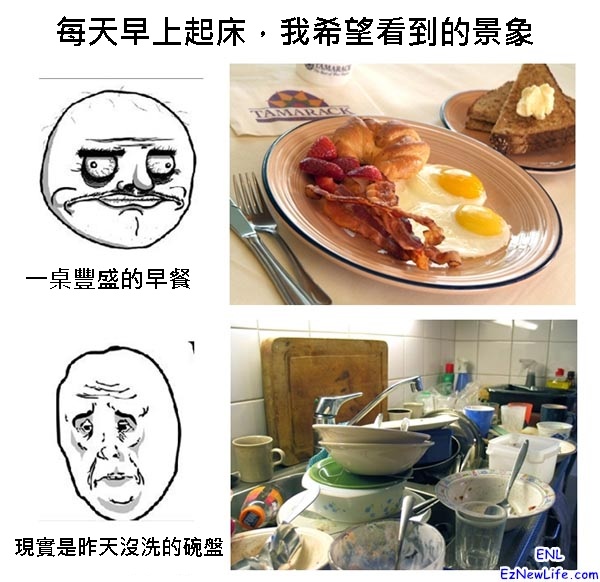 每天早上起床，我希望看到的景象
TAMARACK
TAMARACK
一桌豐盛的早餐
現實是昨天沒洗的碗盤
ENL
EzNewLife.com